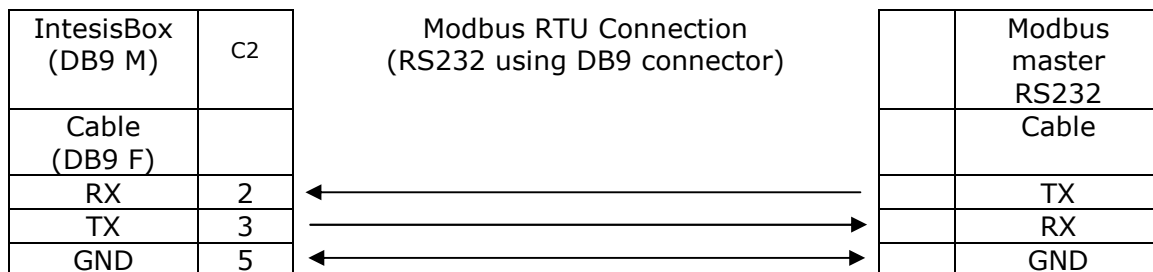 IntesisBox
(DB9 M)
C2
Modbus RTU Connection
(RS232 using DB9 connector)
Modbus
master
RS232
Cable
(DB9 F)
Cable
RX 2 TX
TX 3 RX
GND 5 GND